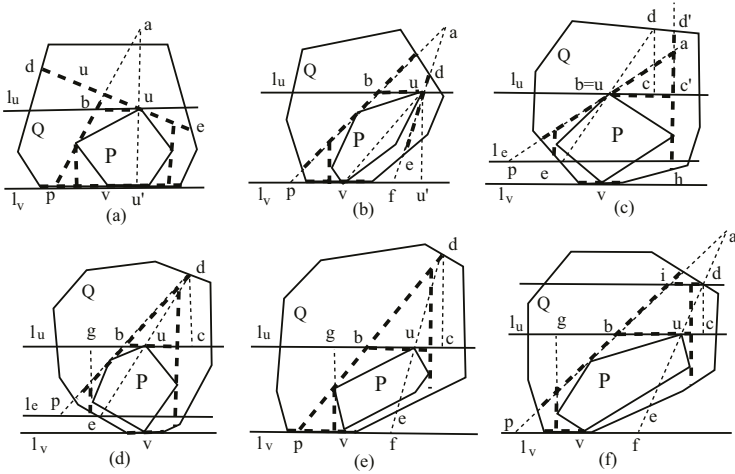 a
d
u
l_u
b
u
Q
e
P
l_v
p
v
u'
(a)
a
Q
d
l_u
b
u
P
e
l_v
p
v
f
u'
(b)
d
d'
Q
a
l_u
b=u
c
c'
P
l_e
p
e
h
l_v
v
(c)
d
Q
g
l_u
b
u
c
P
l_e
p
e
l_v
v
(d)
d
Q
g
l_u
b
u
c
P
e
l_v
p
v
f
(e)
a
i
d
Q
g
l_u
b
u
c
P
e
p
l_v
v
f
(f)